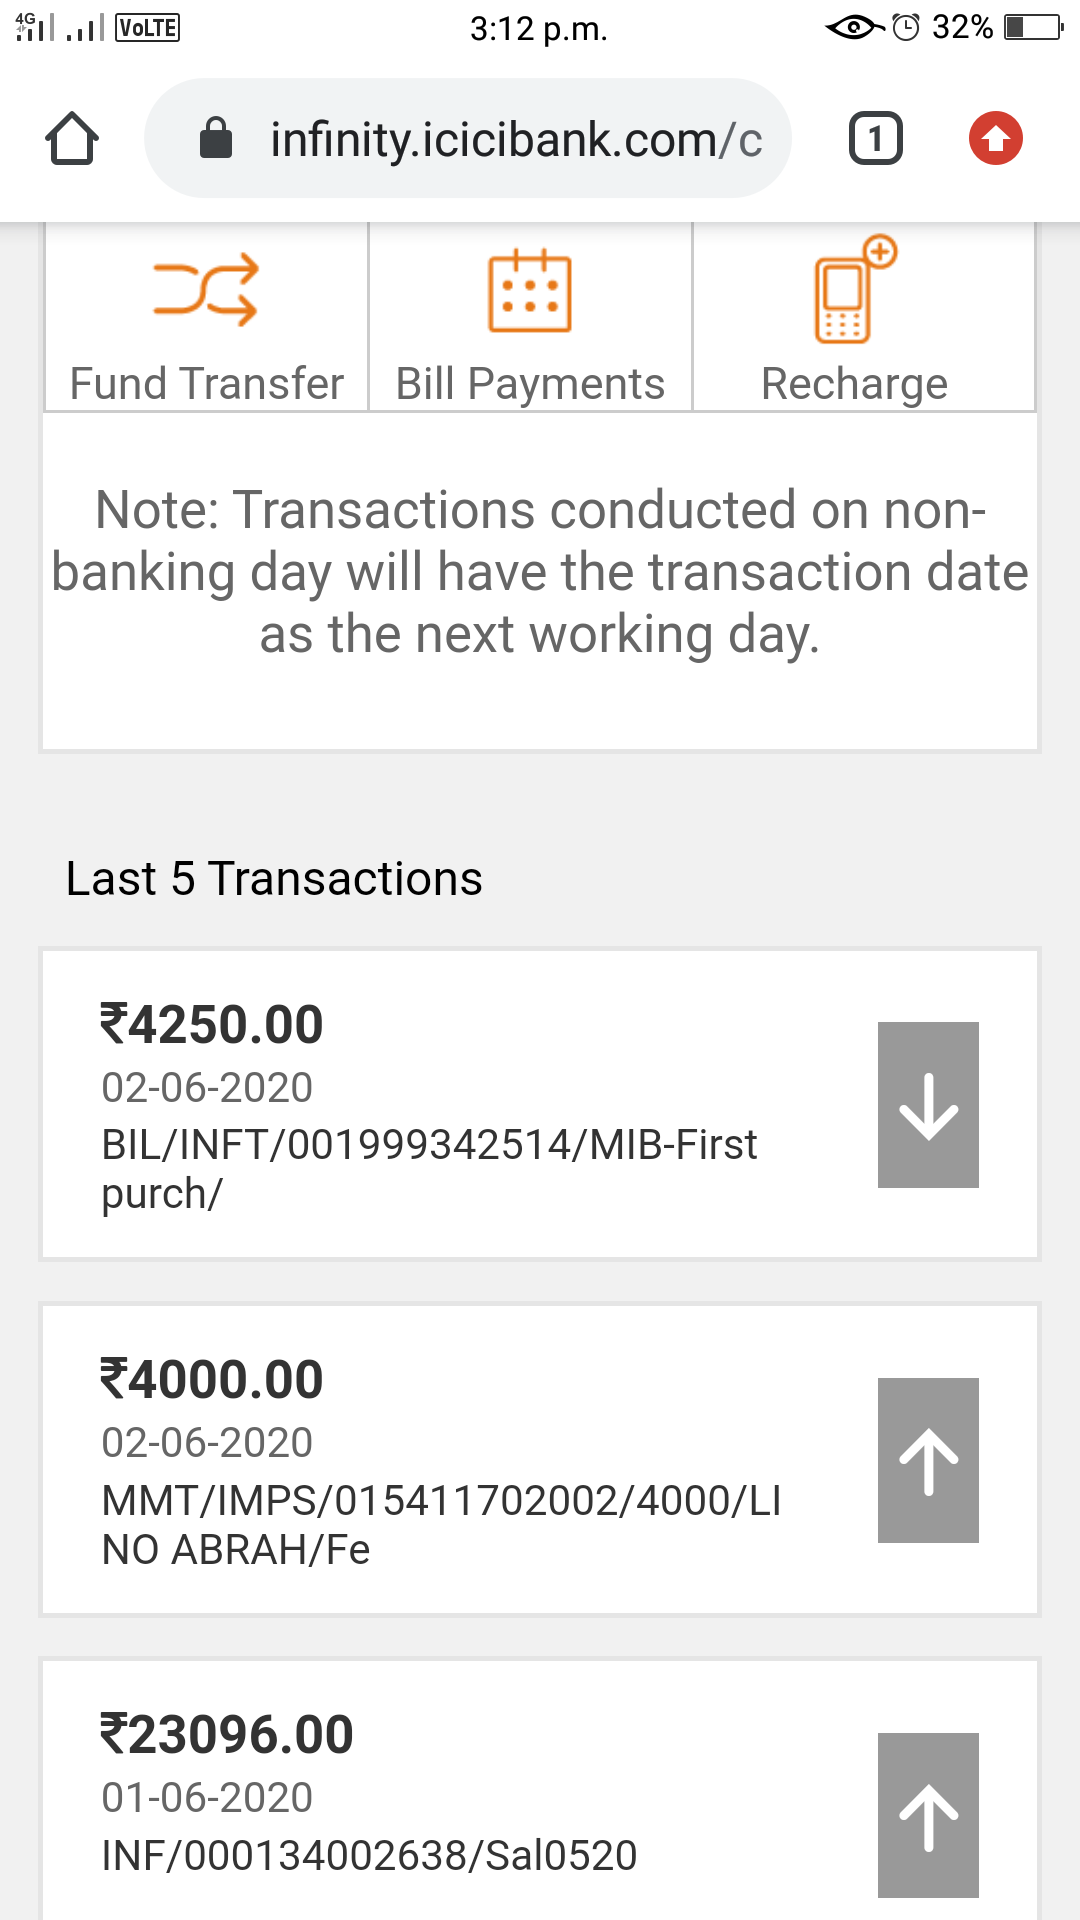 4G VoLTE 3:12 p.m. 32%
infinity.icicibank.com/c 1
Fund Transfer Bill Payments Recharge
Note: Transactions conducted on non-
banking day will have the transaction date
as the next working day.
Last 5 Transactions
₹4250.00
02-06-2020
BIL/INFT/001999342514/MIB-First
purch/
₹4000.00
02-06-2020
MMT/IMPS/015411702002/4000/LI
NO ABRAH/Fe
₹23096.00
01-06-2020
INF/000134002638/Sal0520